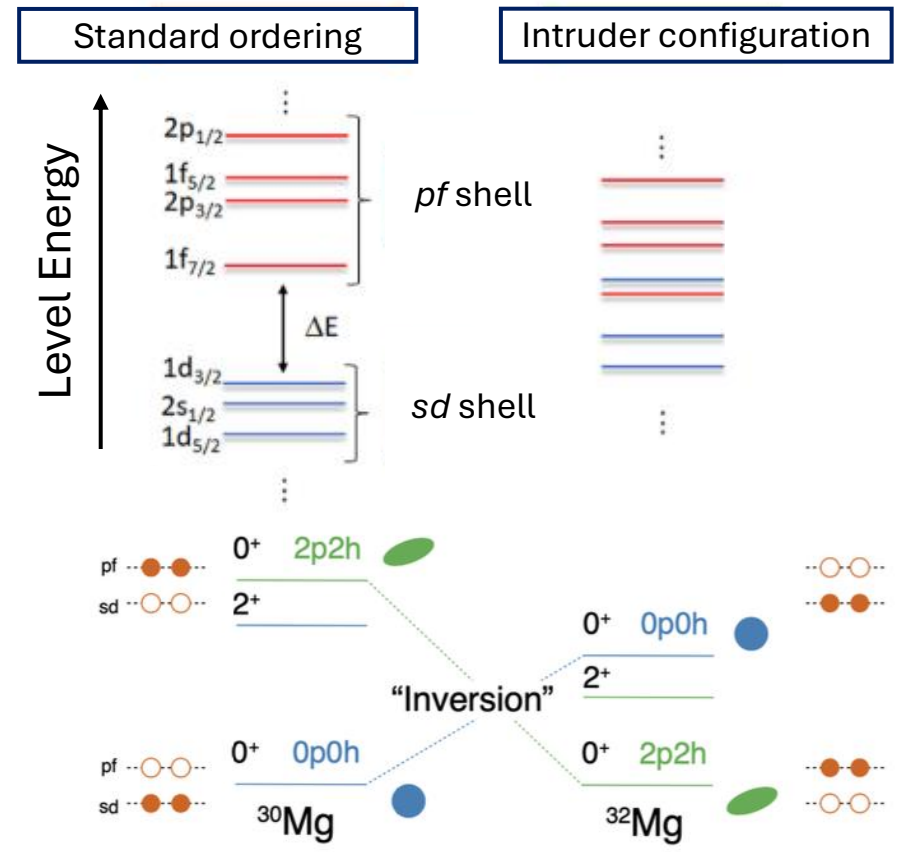 Standard ordering
Intruder configuration
Level Energy
⋮
2p1/2
1f5/2
2p3/2
1f7/2
pf shell
ΔE
1d3/2
2s1/2
1d5/2
sd shell
⋮
⋮
⋮
pf
sd
0⁺ 2p2h
2⁺
0⁺ 0p0h
2⁺
“Inversion”
pf
sd
0⁺ 0p0h
0⁺ 2p2h
³⁰Mg
³²Mg